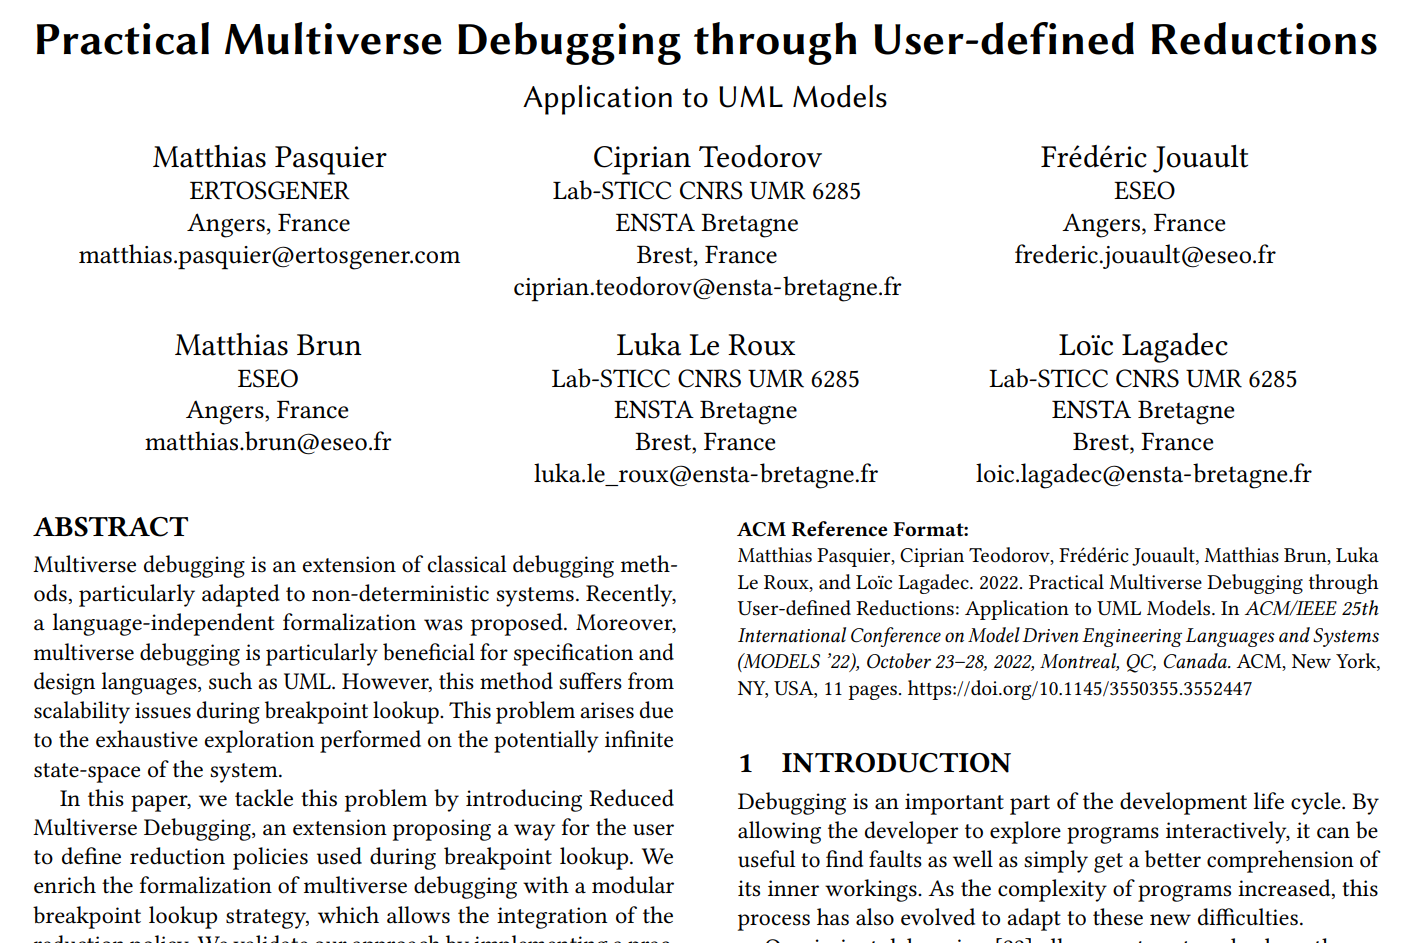 Practical Multiverse Debugging through User-defined Reductions
Application to UML Models
Matthias Pasquier
ERTOSGENER
Angers, France
matthias.pasquier@ertosgener.com
Ciprian Teodorov
Lab-STICC CNRS UMR 6285
ENSTA Bretagne
Brest, France
ciprian.teodorov@ensta-bretagne.fr
Frédéric Jouault
ESEO
Angers, France
frederic.jouault@eseo.fr
Matthias Brun
ESEO
Angers, France
matthias.brun@eseo.fr
Luka Le Roux
Lab-STICC CNRS UMR 6285
ENSTA Bretagne
Brest, France
luka.le_roux@ensta-bretagne.fr
Loïc Lagadec
Lab-STICC CNRS UMR 6285
ENSTA Bretagne
Brest, France
loic.lagadec@ensta-bretagne.fr
ABSTRACT
Multiverse debugging is an extension of classical debugging meth-
ods, particularly adapted to non-deterministic systems. Recently,
a language-independent formalization was proposed. Moreover,
multiverse debugging is particularly beneficial for specification and
design languages, such as UML. However, this method suffers from
scalability issues during breakpoint lookup. This problem arises due
to the exhaustive exploration performed on the potentially infinite
state-space of the system.
In this paper, we tackle this problem by introducing Reduced
Multiverse Debugging, an extension proposing a way for the user
to define reduction policies used during breakpoint lookup. We
enrich the formalization of multiverse debugging with a modular
breakpoint lookup strategy, which allows the integration of the
reduction policy. We validate our approach by implementing a prac-
ACM Reference Format:
Matthias Pasquier, Ciprian Teodorov, Frédéric Jouault, Matthias Brun, Luka
Le Roux, and Loïc Lagadec. 2022. Practical Multiverse Debugging through
User-defined Reductions: Application to UML Models. In ACM/IEEE 25th
International Conference on Model Driven Engineering Languages and Systems
(MODELS ’22), October 23–28, 2022, Montreal, QC, Canada. ACM, New York,
NY, USA, 11 pages. https://doi.org/10.1145/3550355.3552447
1 INTRODUCTION
Debugging is an important part of the development life cycle. By
allowing the developer to explore programs interactively, it can be
useful to find faults as well as simply get a better comprehension of
its inner workings. As the complexity of programs increased, this
process has also evolved to adapt to these new difficulties.